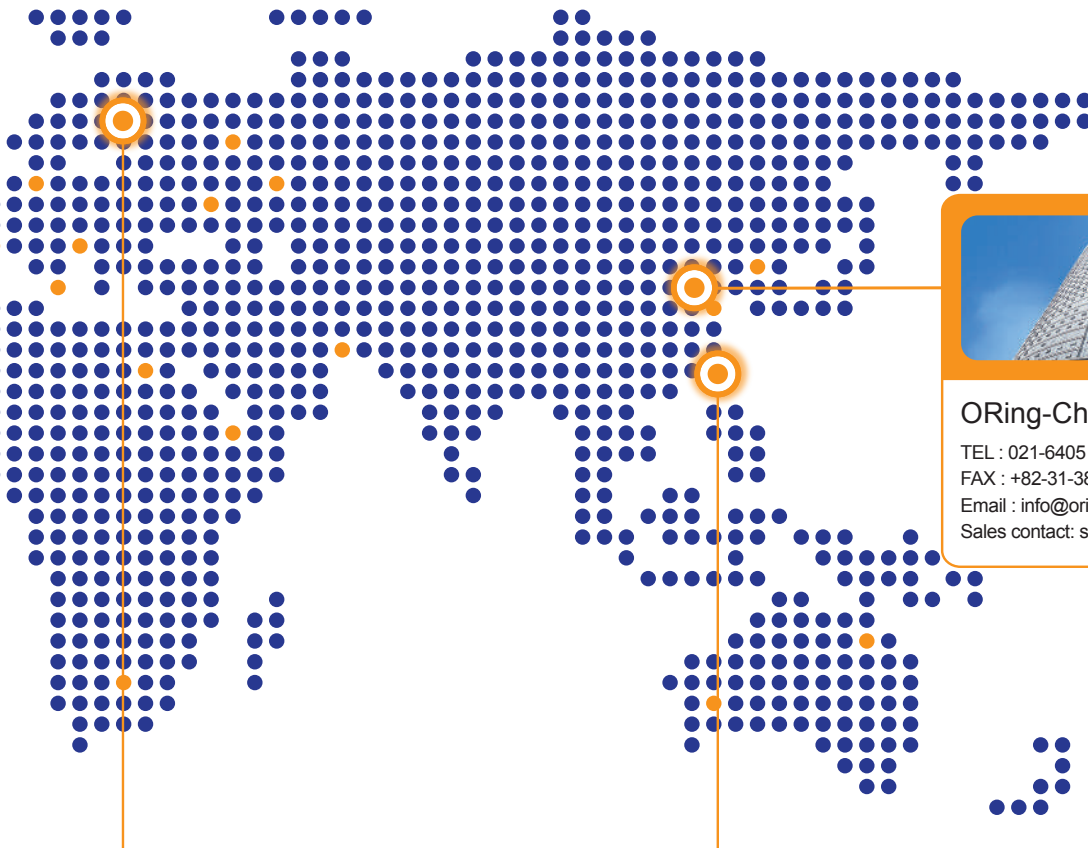 ORing-Ch
TEL : 021-6405
FAX : +82-31-38
Email : info@ori
Sales contact: s